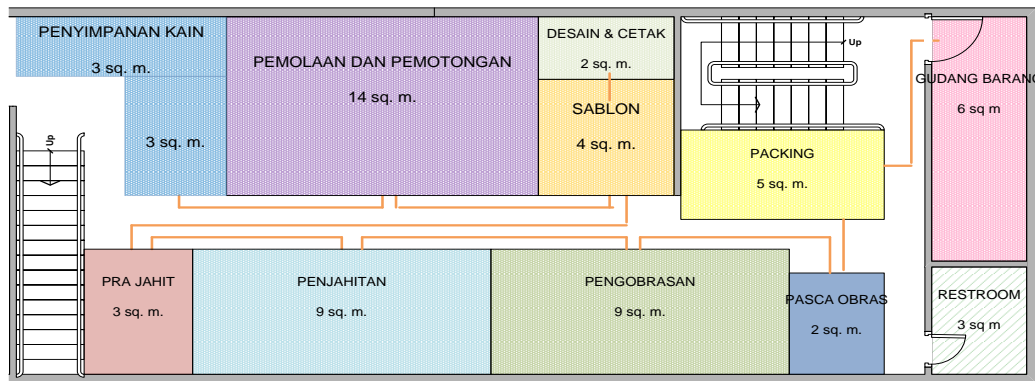 PENYIMPANAN KAIN
3 sq. m.
3 sq. m.
PEMOLAAN DAN PEMOTONGAN
14 sq. m.
DESAIN & CETAK
2 sq. m.
SABLON
4 sq. m.
Up
PACKING
5 sq. m.
GUDANG BARANG
6 sq m
Up
PRA JAHIT
3 sq. m.
PENJAHITAN
9 sq. m.
PENGOBRASAN
9 sq. m.
PASCA OBRAS
2 sq. m.
RESTROOM
3 sq m